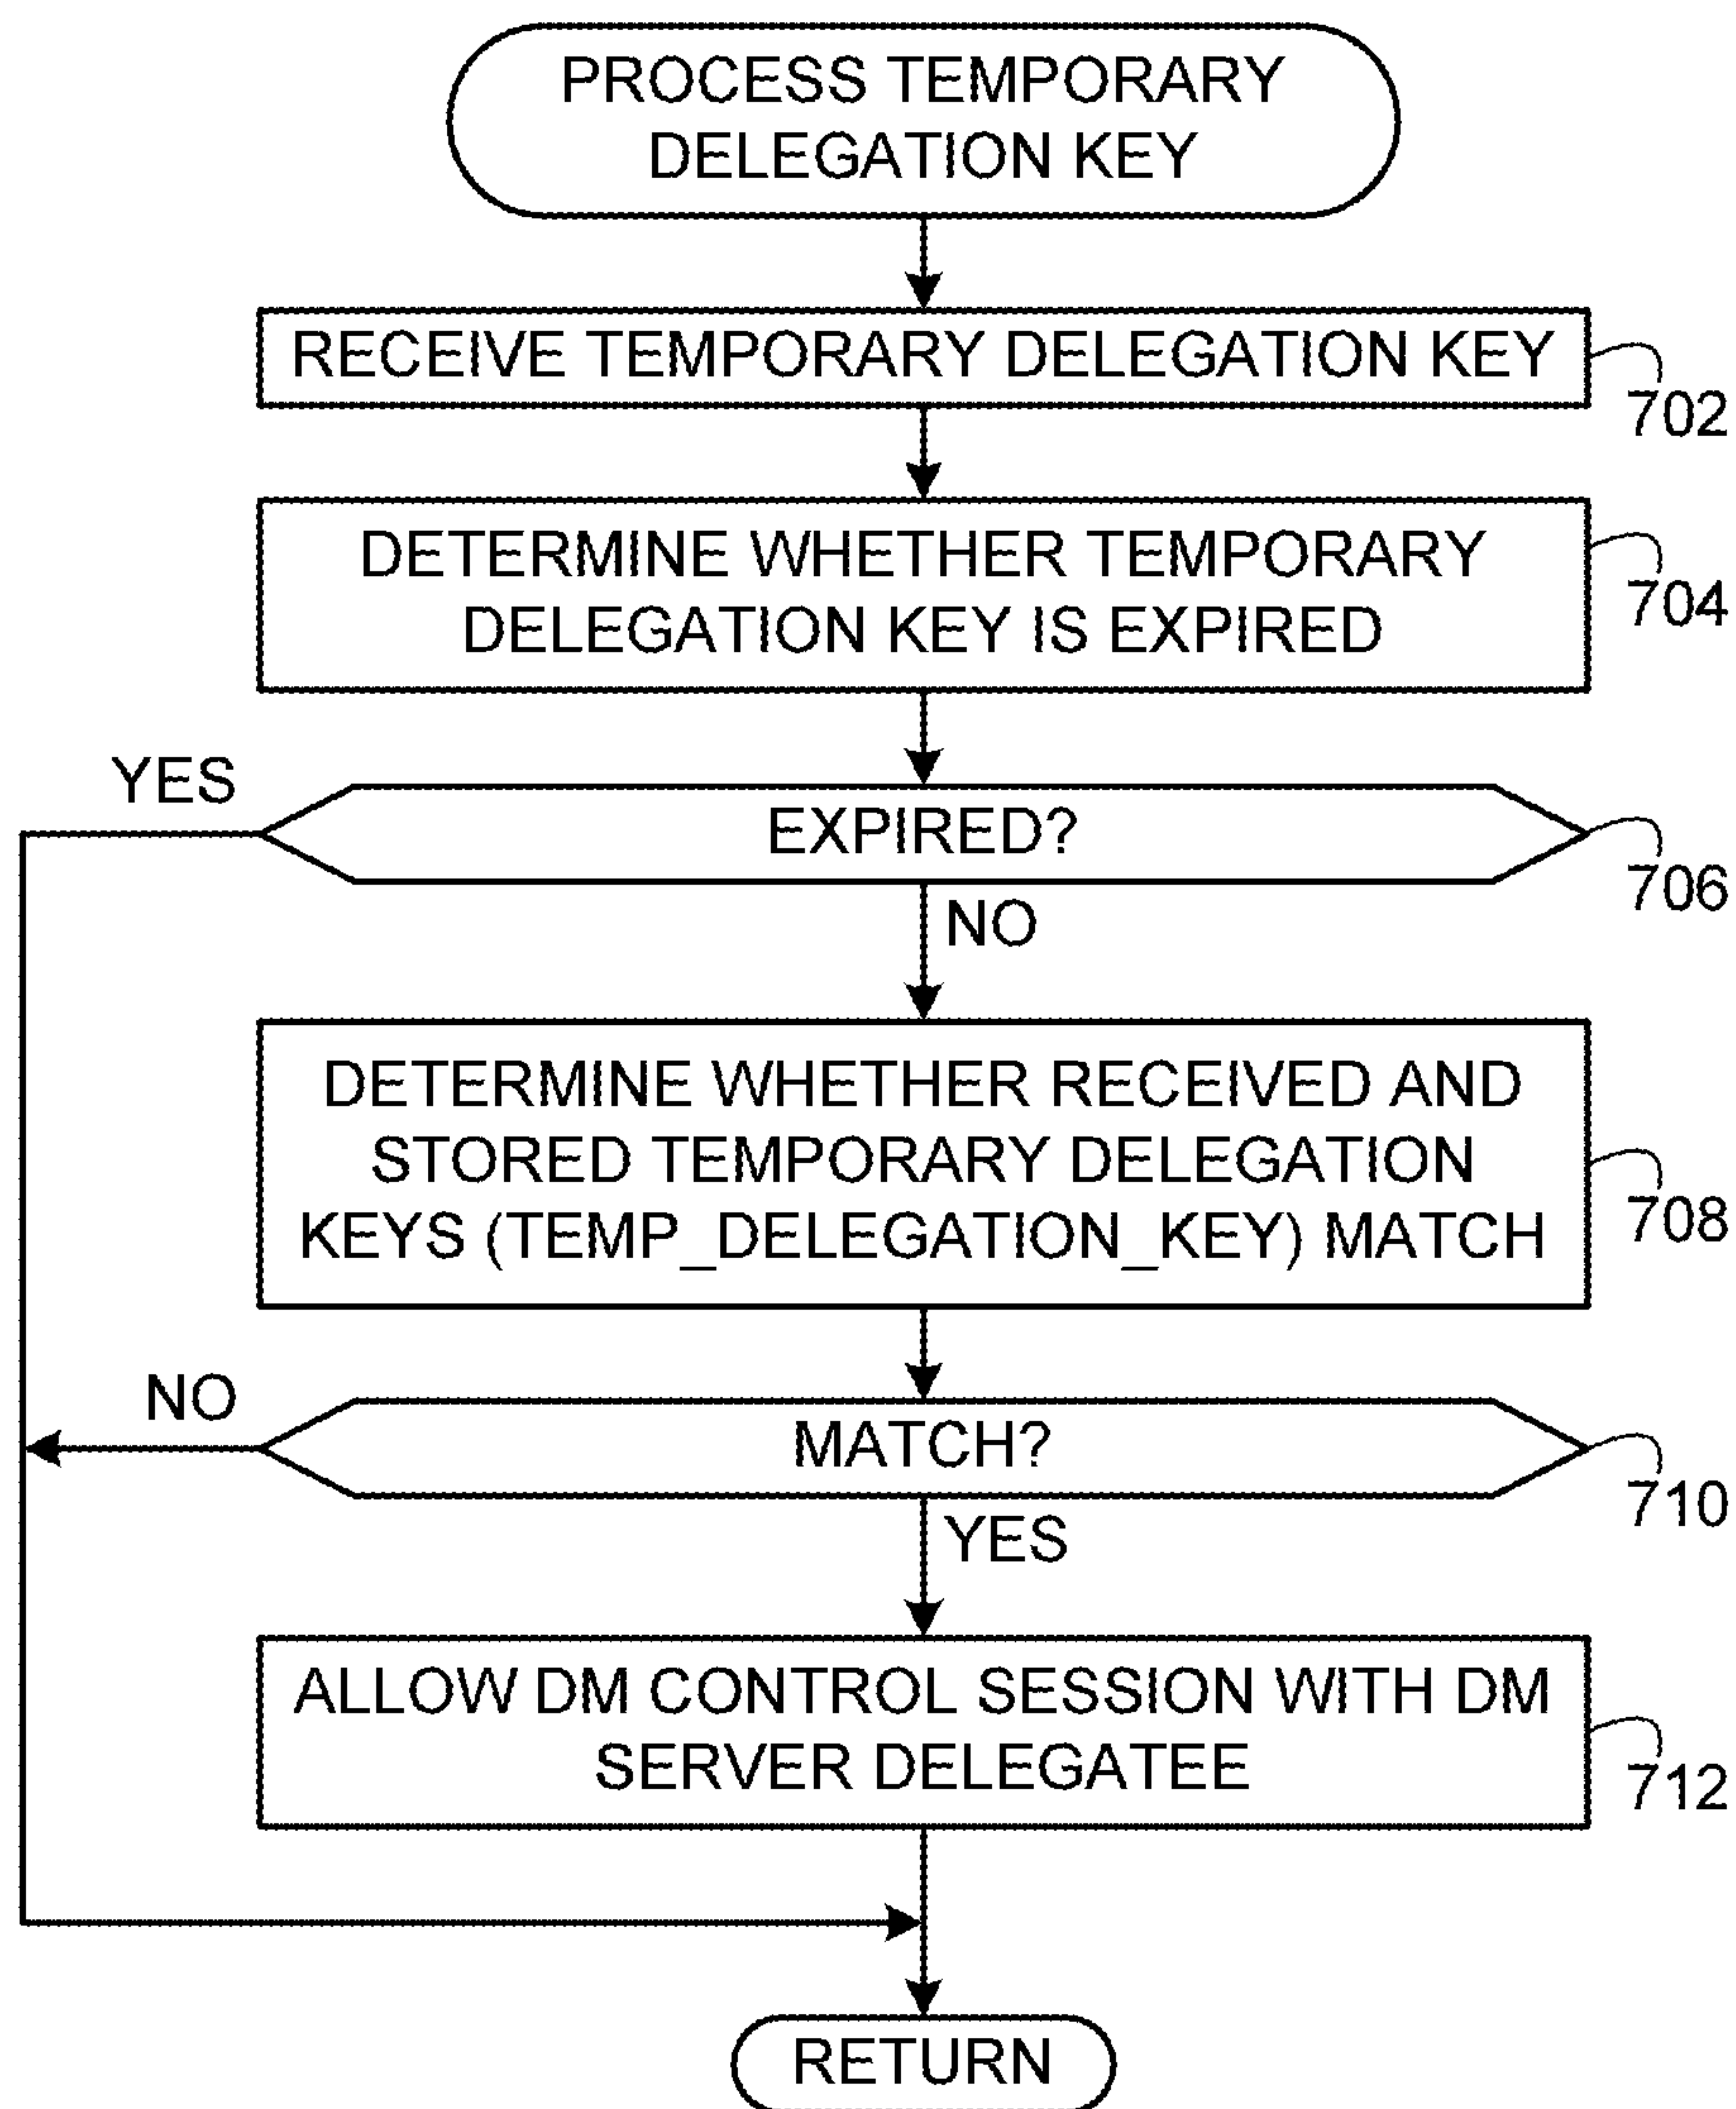 PROCESS TEMPORARY
DELEGATION KEY
RECEIVE TEMPORARY DELEGATION KEY
702
DETERMINE WHETHER TEMPORARY
DELEGATION KEY IS EXPIRED
704
YES
EXPIRED?
706
NO
DETERMINE WHETHER RECEIVED AND
STORED TEMPORARY DELEGATION
KEYS (TEMP_DELEGATION_KEY) MATCH
708
NO
MATCH?
710
YES
ALLOW DM CONTROL SESSION WITH DM
SERVER DELEGATEE
712
RETURN